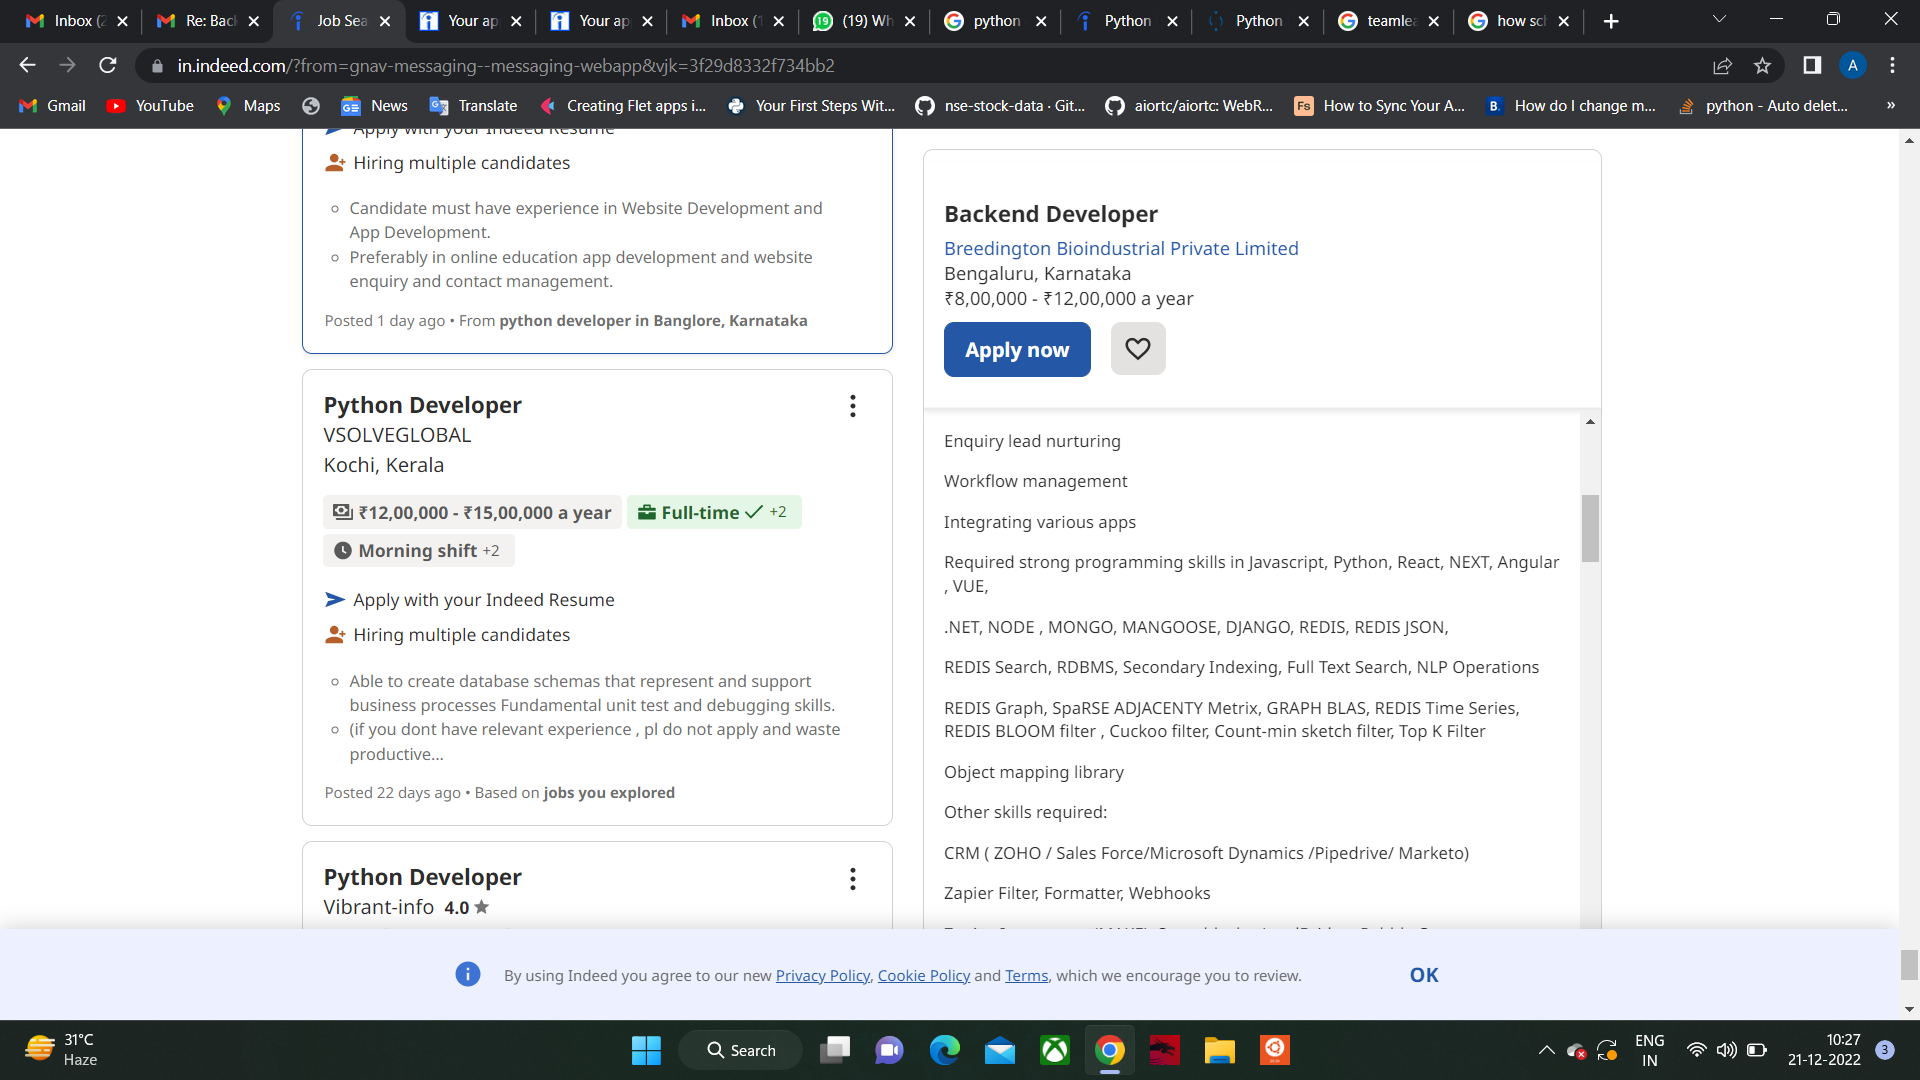 Inbox (2
Re: Bac
Job Sea
Your ap
Your ap
Inbox (1
(19) Wh
python
Python
Python
teamlea
how sch
in.indeed.com/?from=gnav-messaging--messaging-webapp&vjk=3f29d8332f734bb2
A
Gmail
YouTube
Maps
News
Translate
Creating Flet apps i...
Your First Steps Wit...
nse-stock-data · Git...
aiortc/aiortc: WebR...
Fs How to Sync Your A...
B. How do I change m...
python - Auto delet...
»
Apply with your Indeed Resume
Hiring multiple candidates
Candidate must have experience in Website Development and
App Development.
Preferably in online education app development and website
enquiry and contact management.
Posted 1 day ago • From python developer in Banglore, Karnataka
Python Developer
VSOLVEGLOBAL
Kochi, Kerala
₹12,00,000 - ₹15,00,000 a year
Full-time +2
Morning shift +2
Apply with your Indeed Resume
Hiring multiple candidates
Able to create database schemas that represent and support
business processes Fundamental unit test and debugging skills.
(if you dont have relevant experience , pl do not apply and waste
productive...
Posted 22 days ago • Based on jobs you explored
Python Developer
Vibrant-info 4.0
Backend Developer
Breedington Bioindustrial Private Limited
Bengaluru, Karnataka
₹8,00,000 - ₹12,00,000 a year
Apply now
Enquiry lead nurturing
Workflow management
Integrating various apps
Required strong programming skills in Javascript, Python, React, NEXT, Angular
, VUE,
.NET, NODE , MONGO, MANGOOSE, DJANGO, REDIS, REDIS JSON,
REDIS Search, RDBMS, Secondary Indexing, Full Text Search, NLP Operations
REDIS Graph, SpaRSE ADJACENTY Metrix, GRAPH BLAS, REDIS Time Series,
REDIS BLOOM filter , Cuckoo filter, Count-min sketch filter, Top K Filter
Object mapping library
Other skills required:
CRM ( ZOHO / Sales Force/Microsoft Dynamics /Pipedrive/ Marketo)
Zapier Filter, Formatter, Webhooks
By using Indeed you agree to our new Privacy Policy, Cookie Policy and Terms, which we encourage you to review.
OK
31°C
Haze
Search
ENG
IN
10:27
21-12-2022
3